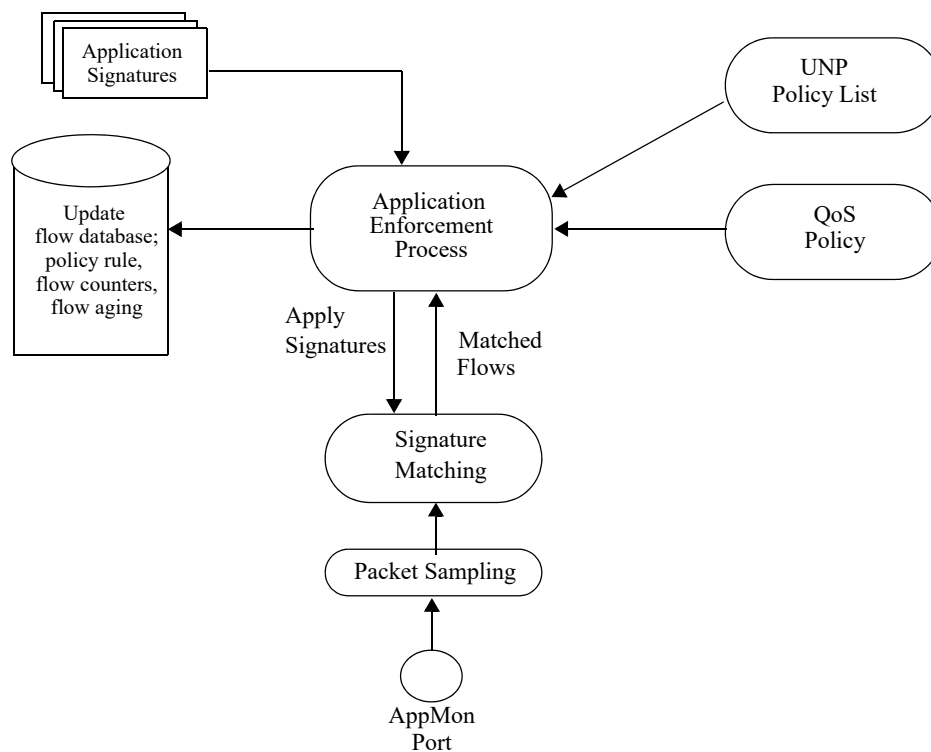 Application
Signatures
UNP
Policy List
Update
flow database;
policy rule,
flow counters,
flow aging
Application
Enforcement
Process
QoS
Policy
Apply
Signatures
Matched
Flows
Signature
Matching
Packet Sampling
AppMon
Port